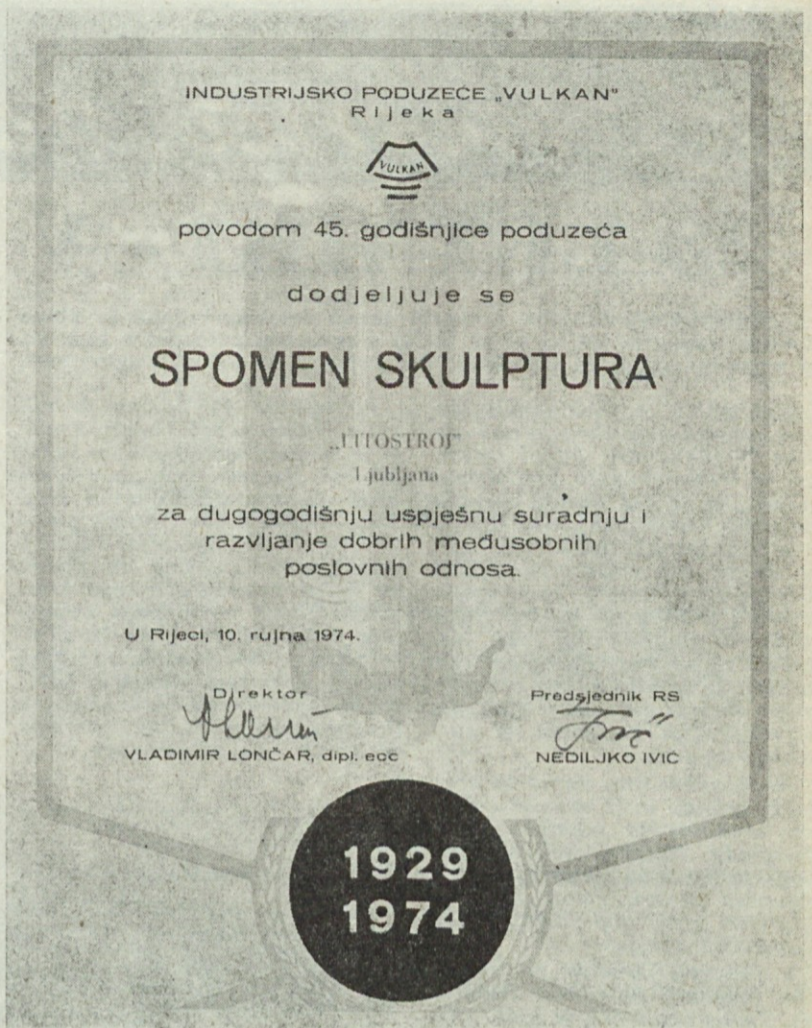 INDUSTRIJSKO PODUZEĆE „VULKAN"
Rijeka
VULKAN
povodom 45. godišnjice poduzeća
dodjeljuje se
SPOMEN SKULPTURA
„LITOSTROJ"
Ljubljana
za dugogodišnju uspješnu suradnju i
razvijanje dobrih međusobnih
poslovnih odnosa.
U Rijeci, 10. rujna 1974.
Direktor
VLADIMIR LONČAR, dipl. ecc
Predsjednik RS
NEDILJKO IVIĆ
1929
1974